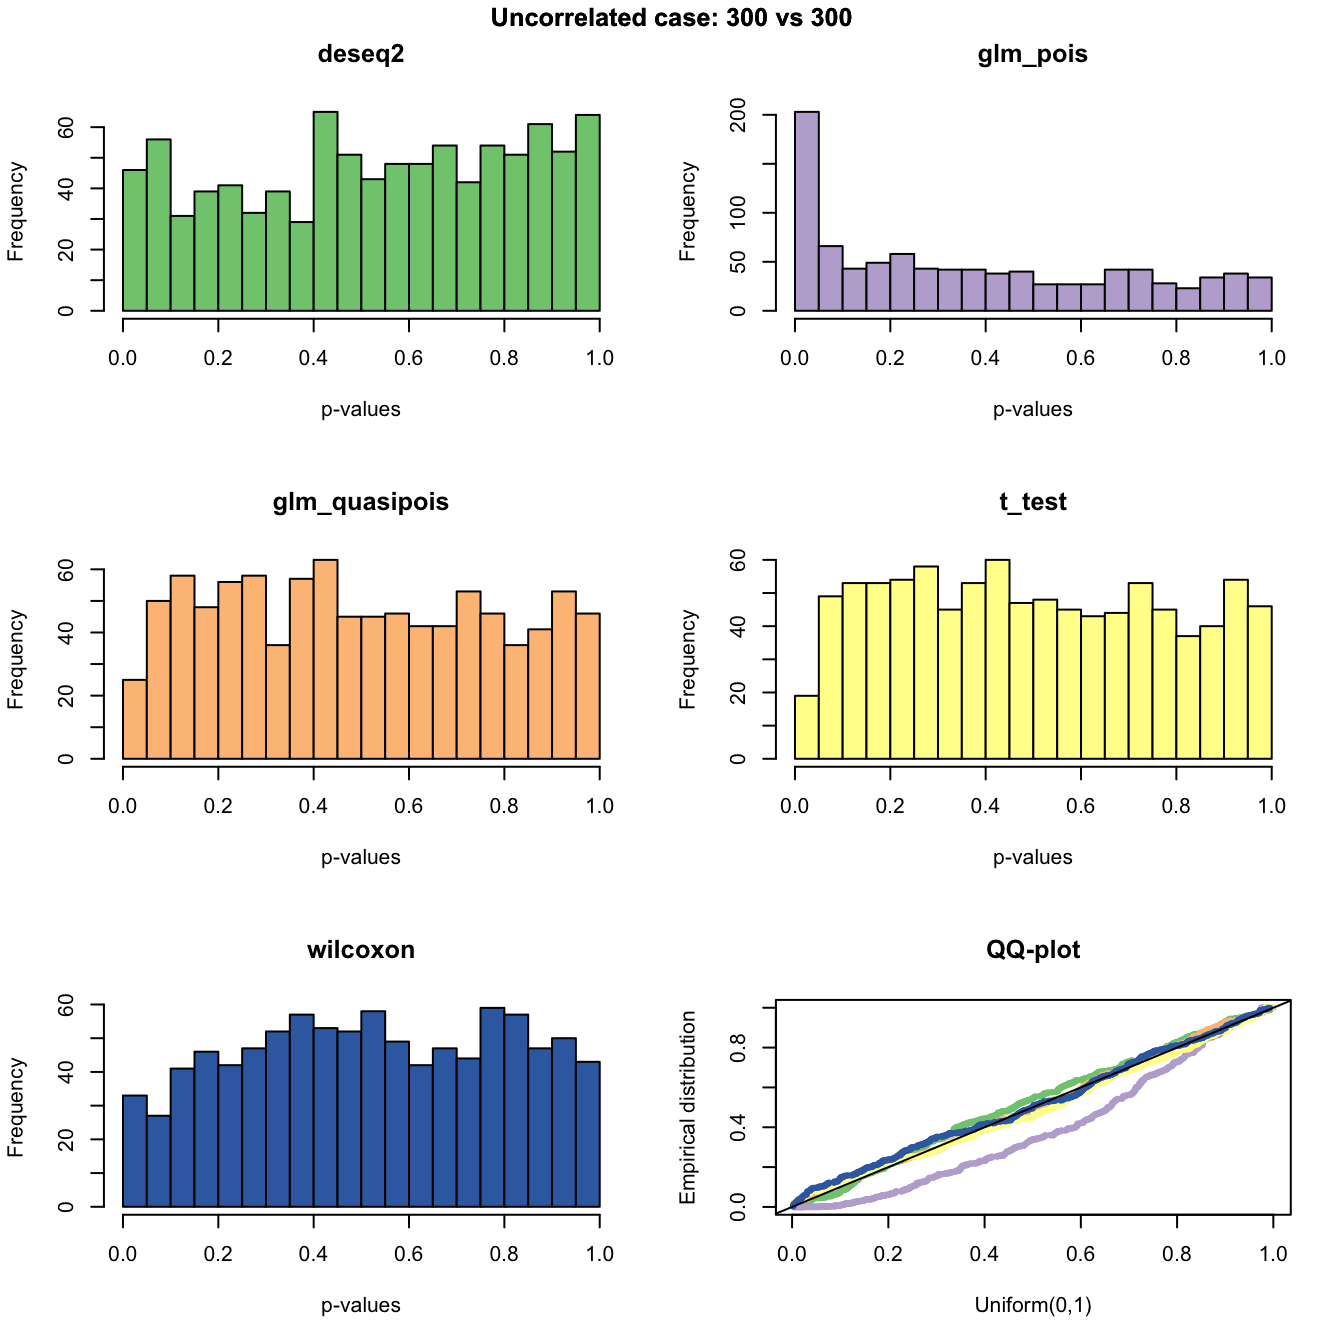 Uncorrelated case: 300 vs 300
deseq2
Frequency
0 20 40 60
0.0 0.2 0.4 0.6 0.8 1.0
p-values
glm_pois
Frequency
0 50 100 200
0.0 0.2 0.4 0.6 0.8 1.0
p-values
glm_quasipois
Frequency
0 20 40 60
0.0 0.2 0.4 0.6 0.8 1.0
p-values
t_test
Frequency
0 20 40 60
0.0 0.2 0.4 0.6 0.8 1.0
p-values
wilcoxon
Frequency
0 20 40 60
0.0 0.2 0.4 0.6 0.8 1.0
p-values
QQ-plot
Empirical distribution
0.0 0.4 0.8
0.0 0.2 0.4 0.6 0.8 1.0
Uniform(0,1)